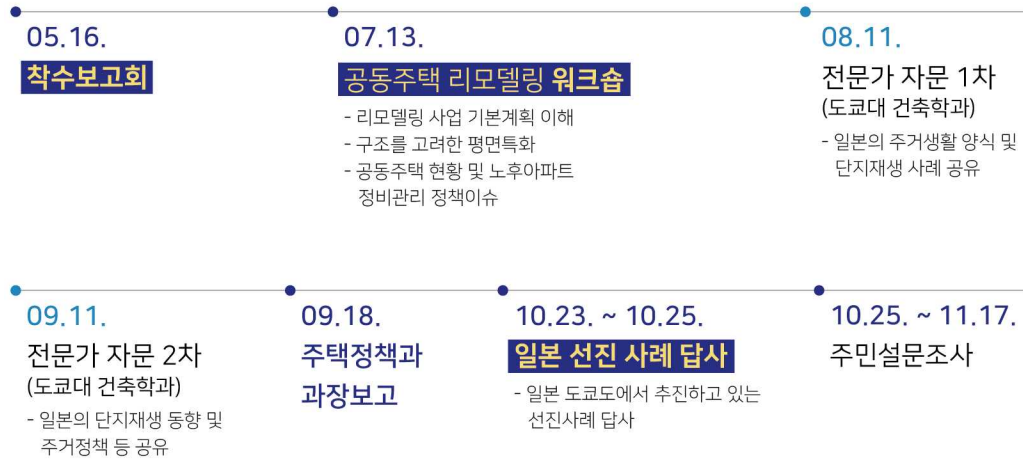 05.16.
착수보고회
07.13.
공동주택 리모델링 워크숍
- 리모델링 사업 기본계획 이해
- 구조를 고려한 평면특화
- 공동주택 현황 및 노후아파트
정비관리 정책이슈
08.11.
전문가 자문 1차
(도쿄대 건축학과)
- 일본의 주거생활 양식 및
단지재생 사례 공유
09.11.
전문가 자문 2차
(도쿄대 건축학과)
- 일본의 단지재생 동향 및
주거정책 등 공유
09.18.
주택정책과
과장보고
10.23. ~ 10.25.
일본 선진 사례 답사
- 일본 도쿄도에서 추진하고 있는
선진사례 답사
10.25. ~ 11.17.
주민설문조사